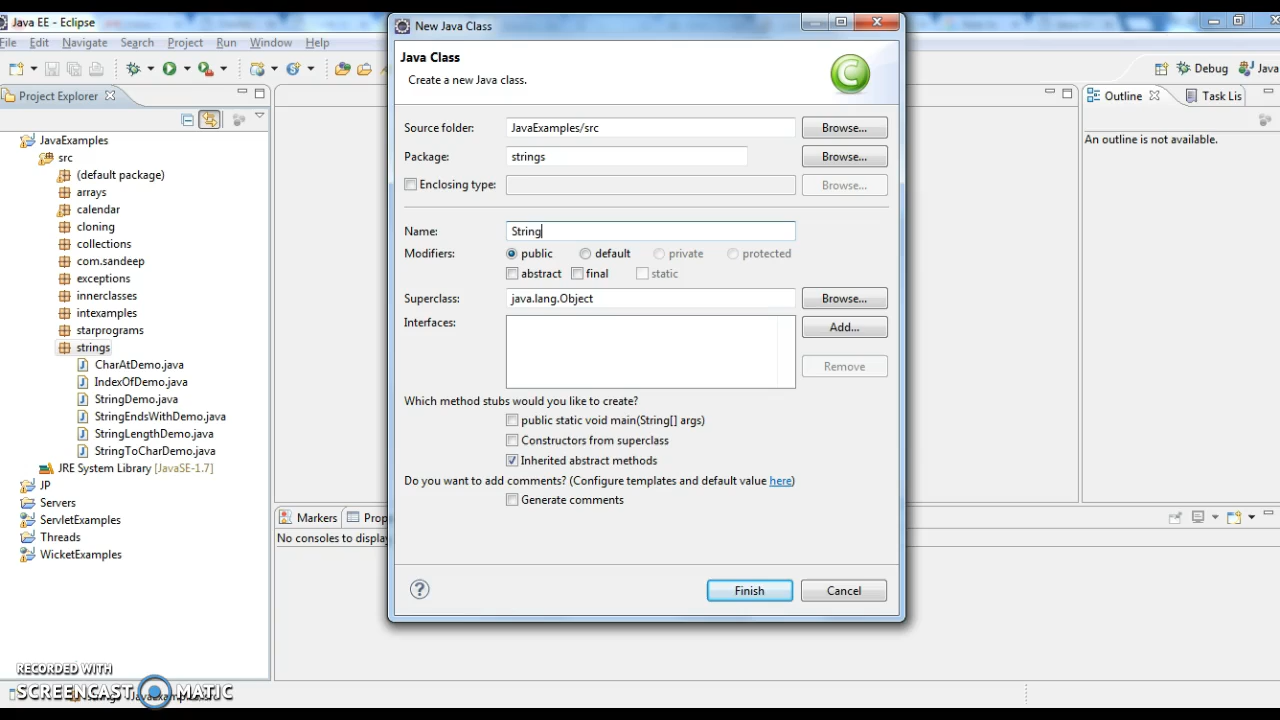 Java EE - Eclipse
File Edit Navigate Search Project Run Window Help
Debug Java
Project Explorer
JavaExamples
src
(default package)
arrays
calendar
cloning
collections
com.sandeep
exceptions
innerclasses
intexamples
starprograms
strings
CharAtDemo.java
IndexOfDemo.java
StringDemo.java
StringEndsWithDemo.java
StringLengthDemo.java
StringToCharDemo.java
JRE System Library [JavaSE-1.7]
JP
Servers
ServletExamples
Threads
WicketExamples
New Java Class
Java Class
Create a new Java class.
Source folder: JavaExamples/src Browse...
Package: strings Browse...
Enclosing type: Browse...
Name: String
Modifiers: public default private protected
abstract final static
Superclass: java.lang.Object Browse...
Interfaces: Add...
Remove
Which method stubs would you like to create?
public static void main(String[] args)
Constructors from superclass
Inherited abstract methods
Do you want to add comments? (Configure templates and default value here)
Generate comments
Finish Cancel
Outline Task Lis
An outline is not available.
Markers Prop
No consoles to display
RECORDED WITH
SCREENCAST MATIC